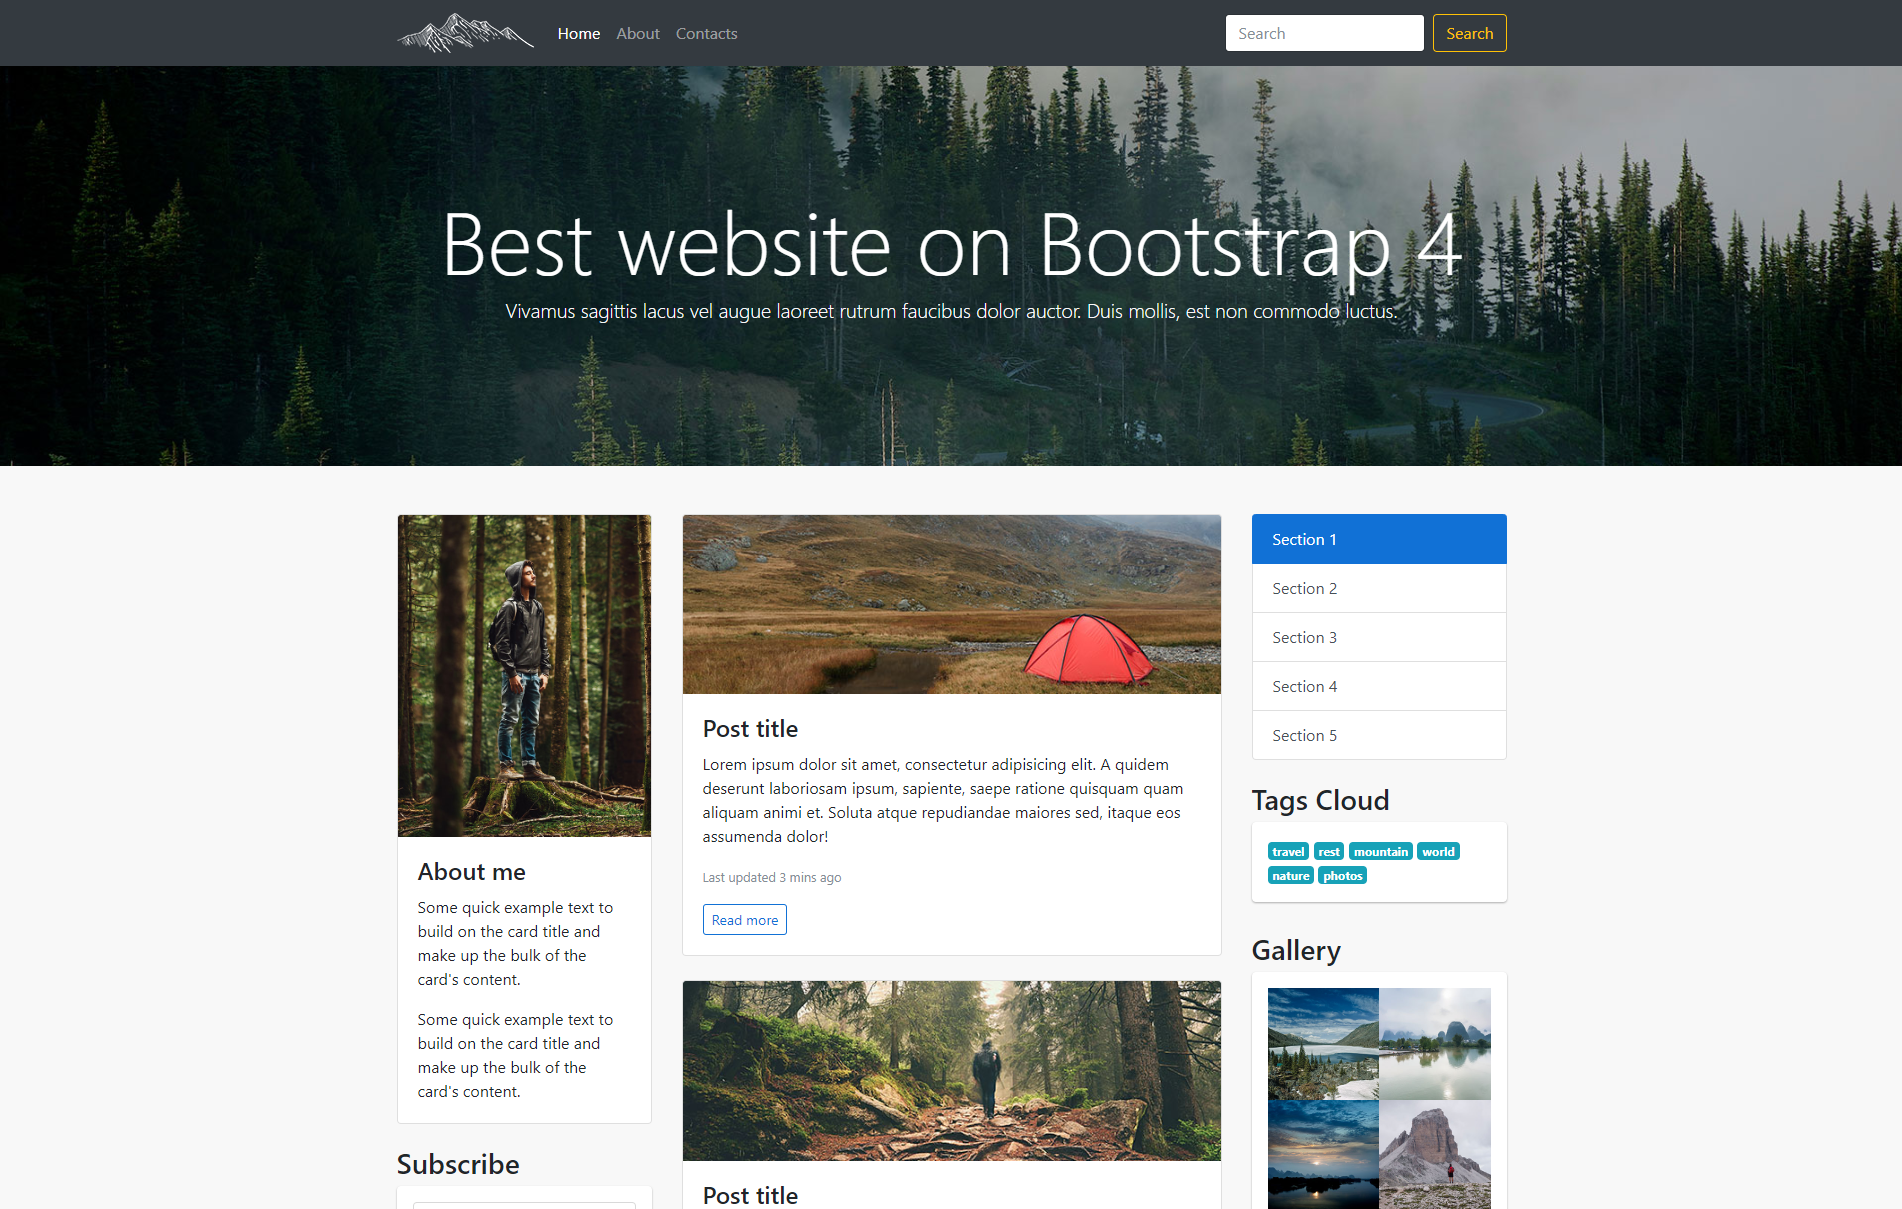 Home About Contacts Search Search
Best website on Bootstrap 4
Vivamus sagittis lacus vel augue laoreet rutrum faucibus dolor auctor. Duis mollis, est non commodo luctus.
About me
Some quick example text to
build on the card title and
make up the bulk of the
card's content.
Some quick example text to
build on the card title and
make up the bulk of the
card's content.
Subscribe
Post title
Lorem ipsum dolor sit amet, consectetur adipisicing elit. A quidem
deserunt laboriosam ipsum, sapiente, saepe ratione quisquam quam
aliquam animi et. Soluta atque repudiandae maiores sed, itaque eos
assumenda dolor!
Last updated 3 mins ago
Read more
Post title
Section 1
Section 2
Section 3
Section 4
Section 5
Tags Cloud
travel rest mountain world
nature photos
Gallery